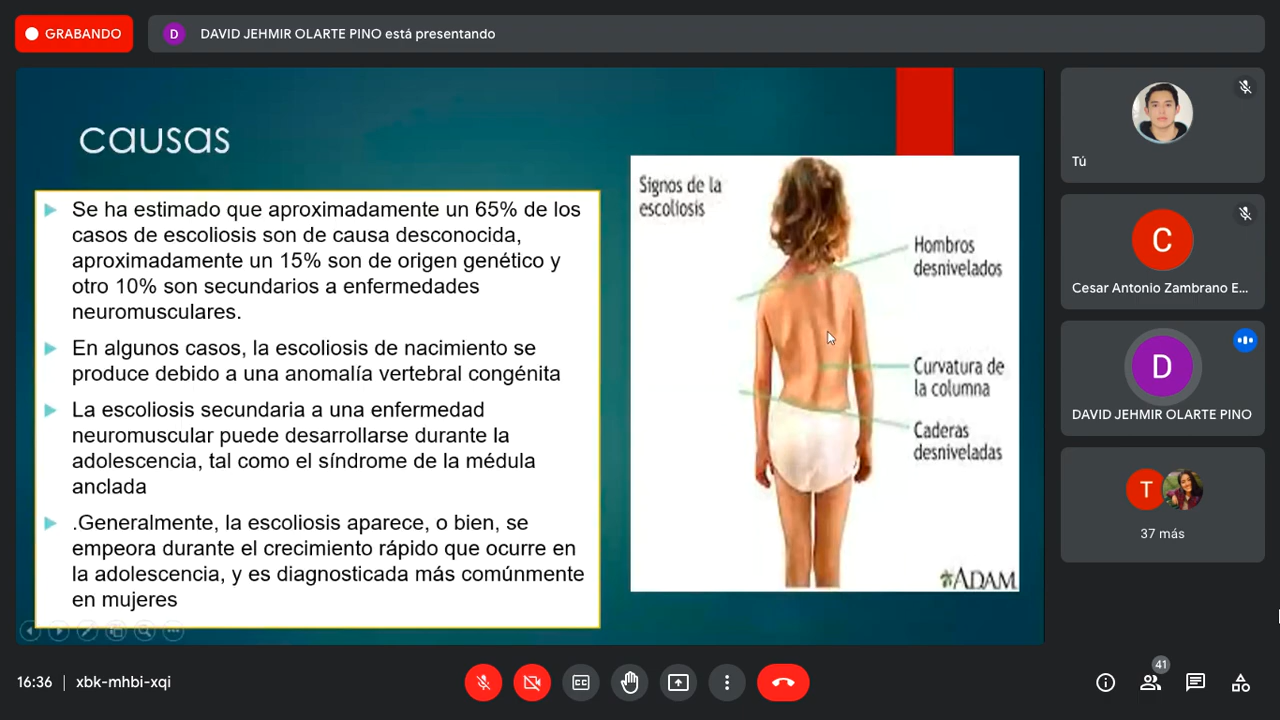 GRABANDO
D
DAVID JEHMIR OLARTE PINO está presentando
causas
Se ha estimado que aproximadamente un 65% de los
casos de escoliosis son de causa desconocida,
aproximadamente un 15% son de origen genético y
otro 10% son secundarios a enfermedades
neuromusculares.
En algunos casos, la escoliosis de nacimiento se
produce debido a una anomalía vertebral congénita
La escoliosis secundaria a una enfermedad
neuromuscular puede desarrollarse durante la
adolescencia, tal como el síndrome de la médula
anclada
.Generalmente, la escoliosis aparece, o bien, se
empeora durante el crecimiento rápido que ocurre en
la adolescencia, y es diagnosticada más comúnmente
en mujeres
Signos de la
escoliosis
Hombros
desnivelados
Curvatura de
la columna
Caderas
desniveladas
ADAM
Tú
C
Cesar Antonio Zambrano E...
D
DAVID JEHMIR OLARTE PINO
T
37 más
16:36 | xbk-mhbi-xqi
CC
41